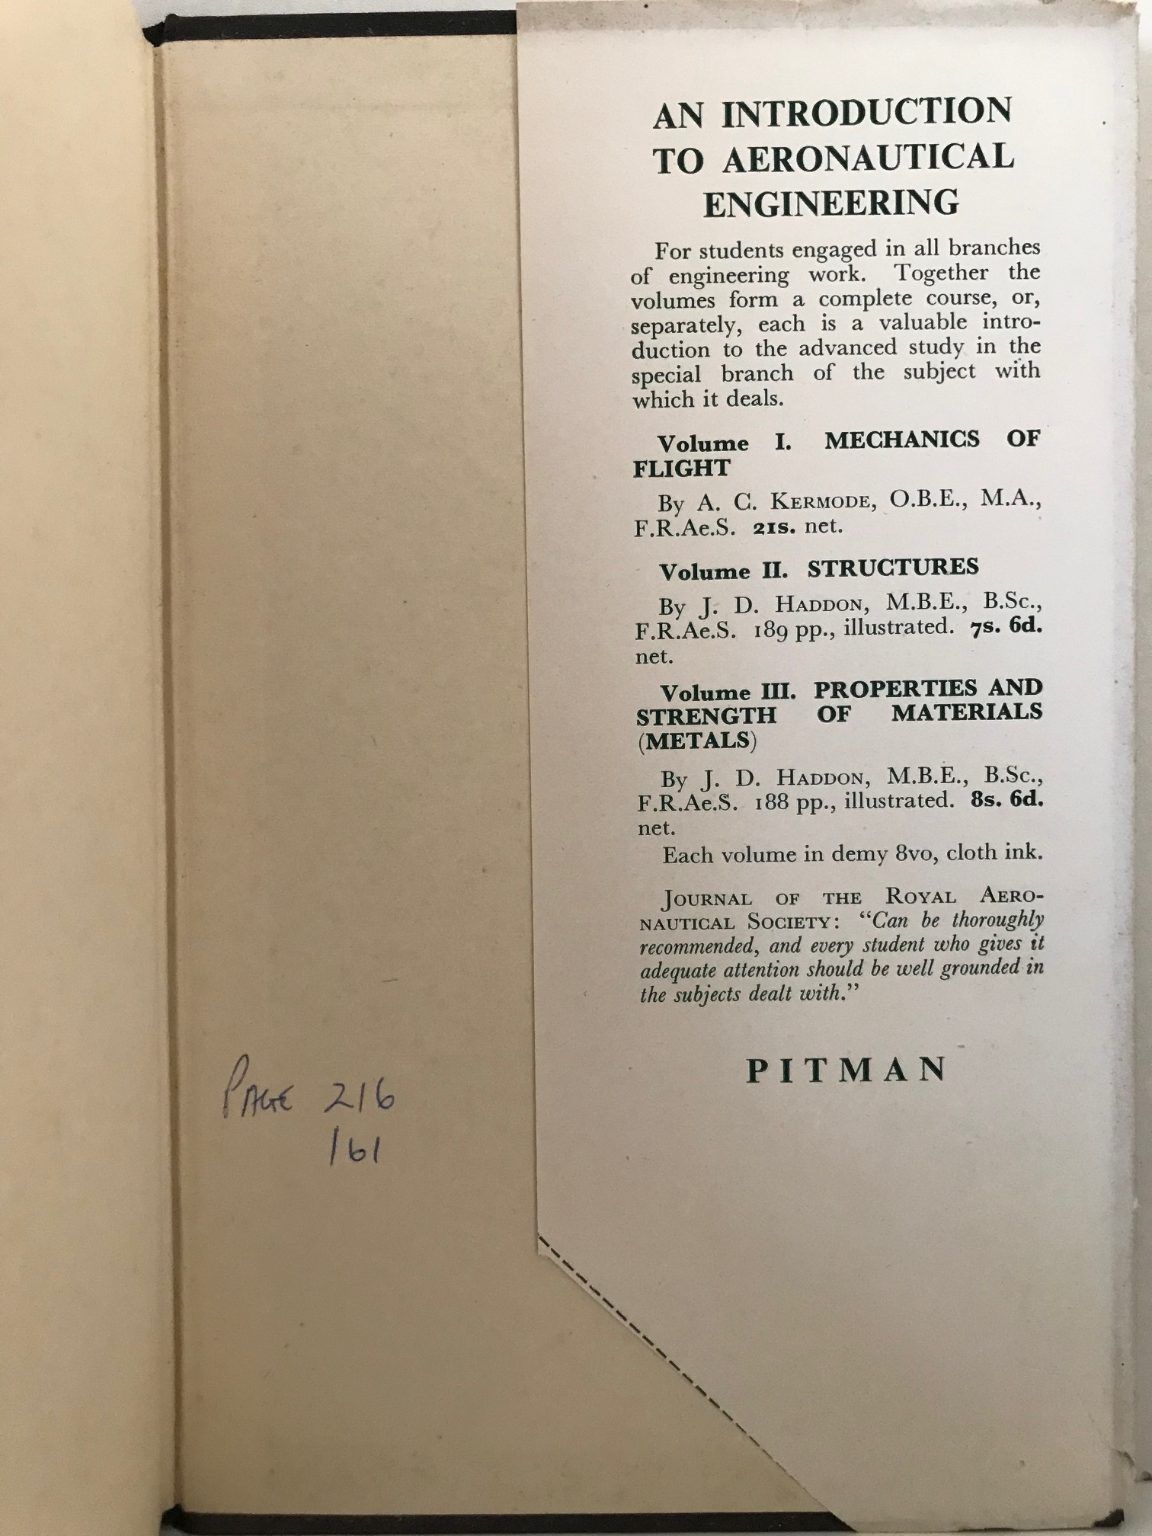 AN INTRODUCTION
TO AERONAUTICAL
ENGINEERING
For students engaged in all branches
of engineering work. Together the
volumes form a complete course, or,
separately, each is a valuable intro-
duction to the advanced study in the
special branch of the subject with
which it deals.
Volume I. MECHANICS OF
FLIGHT
By A. C. KERMODE, O.B.E., M.A.,
F.R.Ae.S. 21s. net.
Volume II. STRUCTURES
By J. D. HADDON, M.B.E., B.Sc.,
F.R.Ae.S. 189 pp., illustrated. 7s. 6d.
net.
Volume III. PROPERTIES AND
STRENGTH OF MATERIALS
(METALS)
By J. D. HADDON, M.B.E., B.Sc.,
F.R.Ae.S. 188 pp., illustrated. 8s. 6d.
net.
Each volume in demy 8vo, cloth ink.
JOURNAL OF THE ROYAL AERO-
NAUTICAL SOCIETY: "Can be thoroughly
recommended, and every student who gives it
adequate attention should be well grounded in
the subjects dealt with."
PITMAN
PAGE 216
161